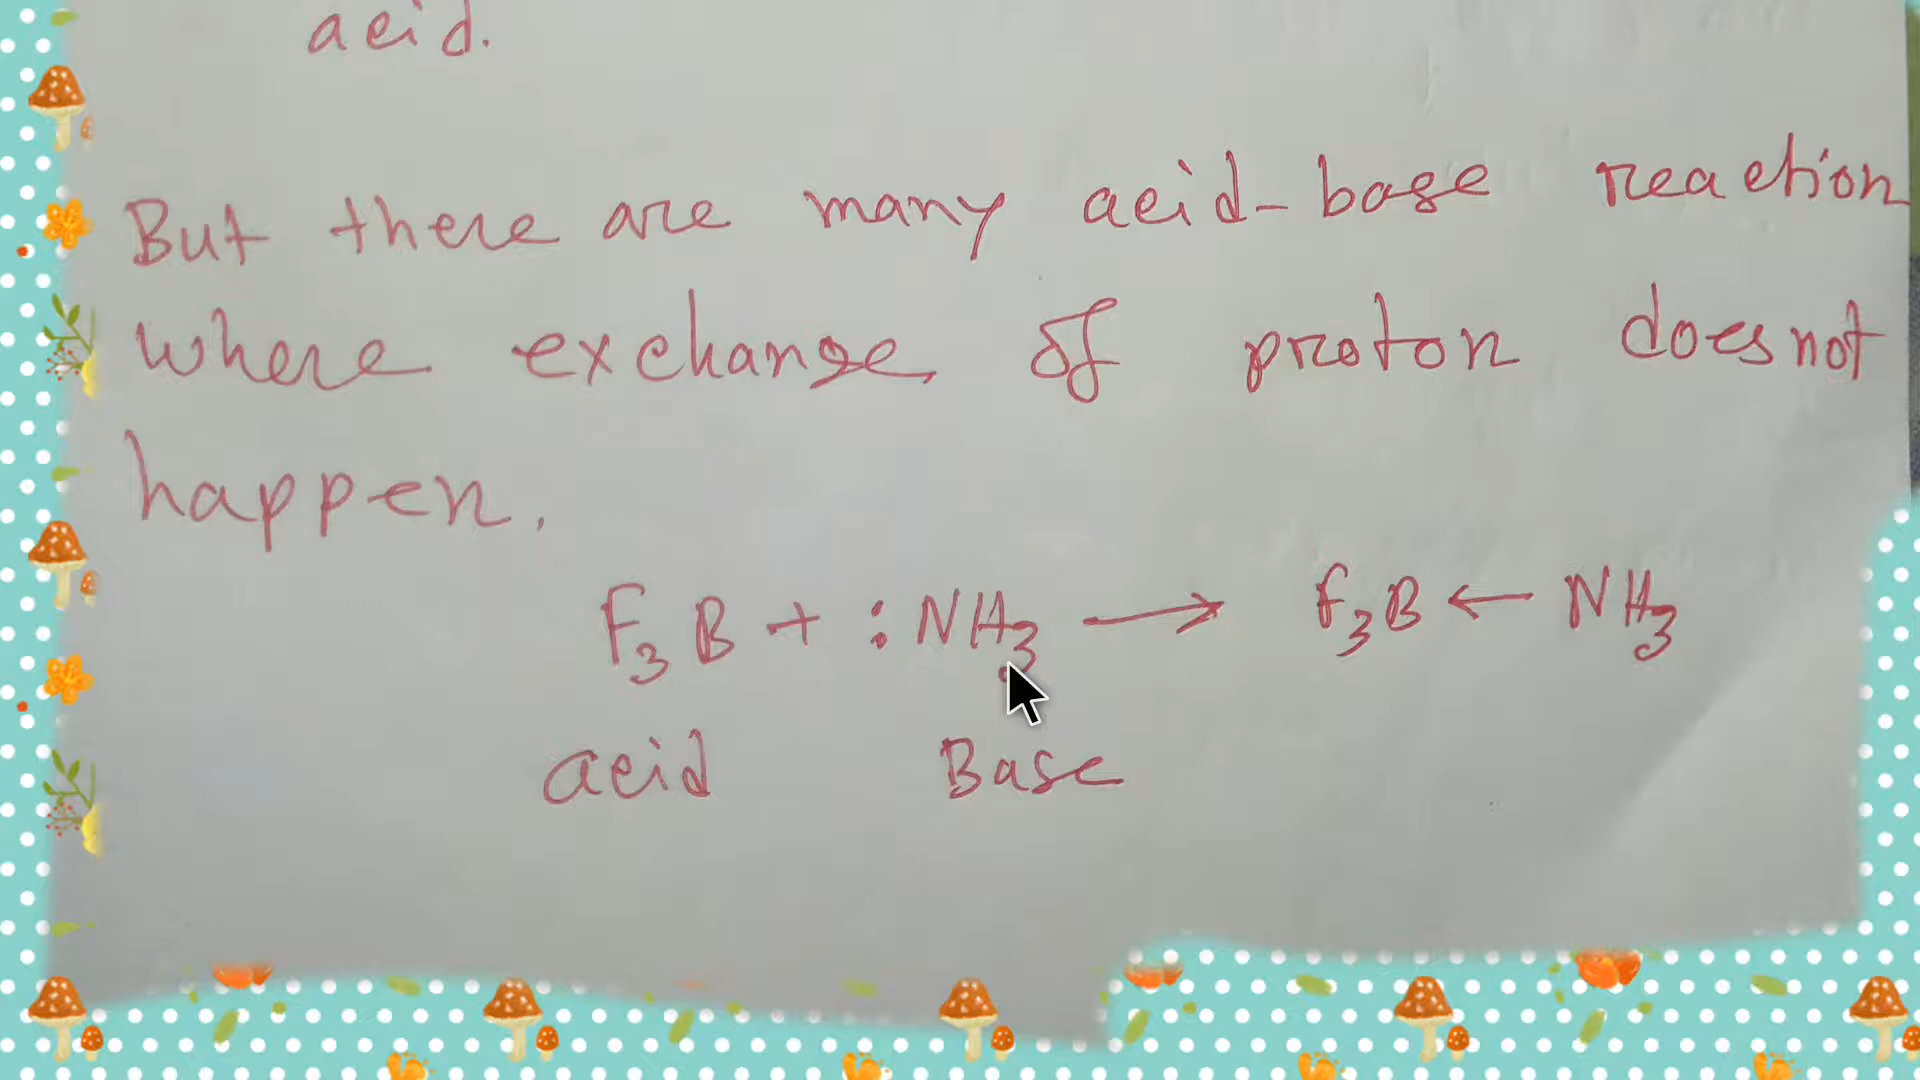 acid.
But there are many acid-base reaction
where exchange of proton does not
happen.
F₃B + :NH₃ ⟶ F₃B ← NH₃
acid Base